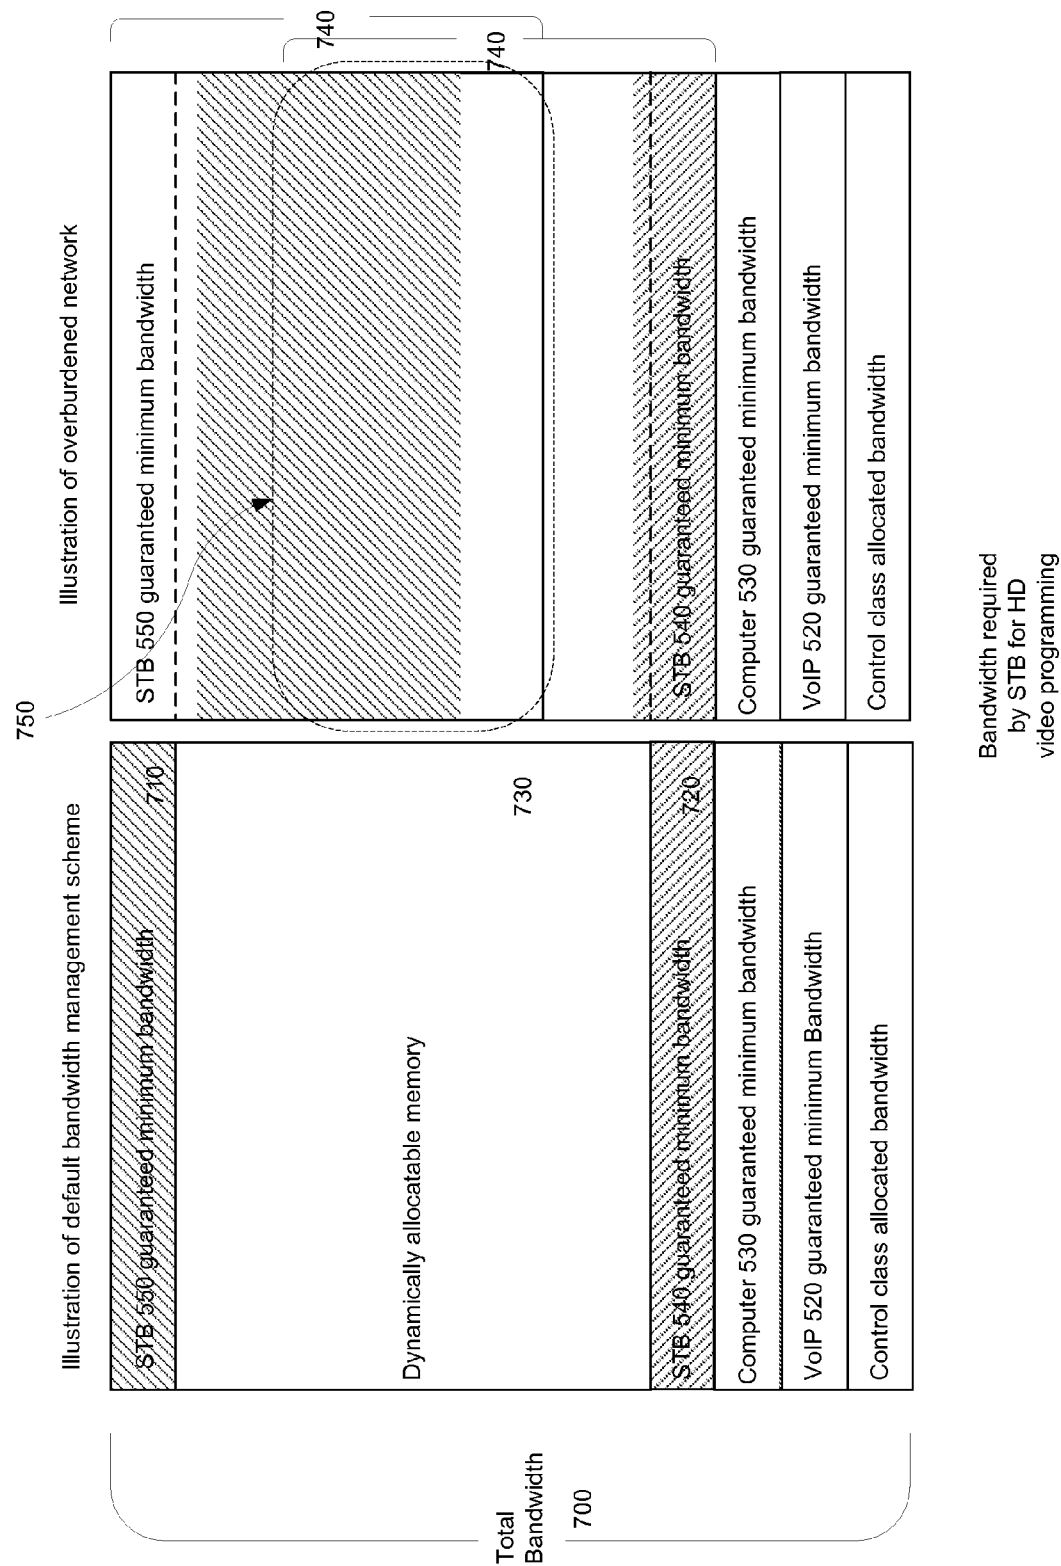 Total
Bandwidth
700
Illustration of default bandwidth management scheme
STB 550 guaranteed minimum bandwidth
710
Dynamically allocatable memory
730
STB 540 guaranteed minimum bandwidth
720
Computer 530 guaranteed minimum bandwidth
VoIP 520 guaranteed minimum Bandwidth
Control class allocated bandwidth
750
Illustration of overburdened network
STB 550 guaranteed minimum bandwidth
STB 540 guaranteed minimum bandwidth
Computer 530 guaranteed minimum bandwidth
VoIP 520 guaranteed minimum bandwidth
Control class allocated bandwidth
740
740
Bandwidth required
by STB for HD
video programming